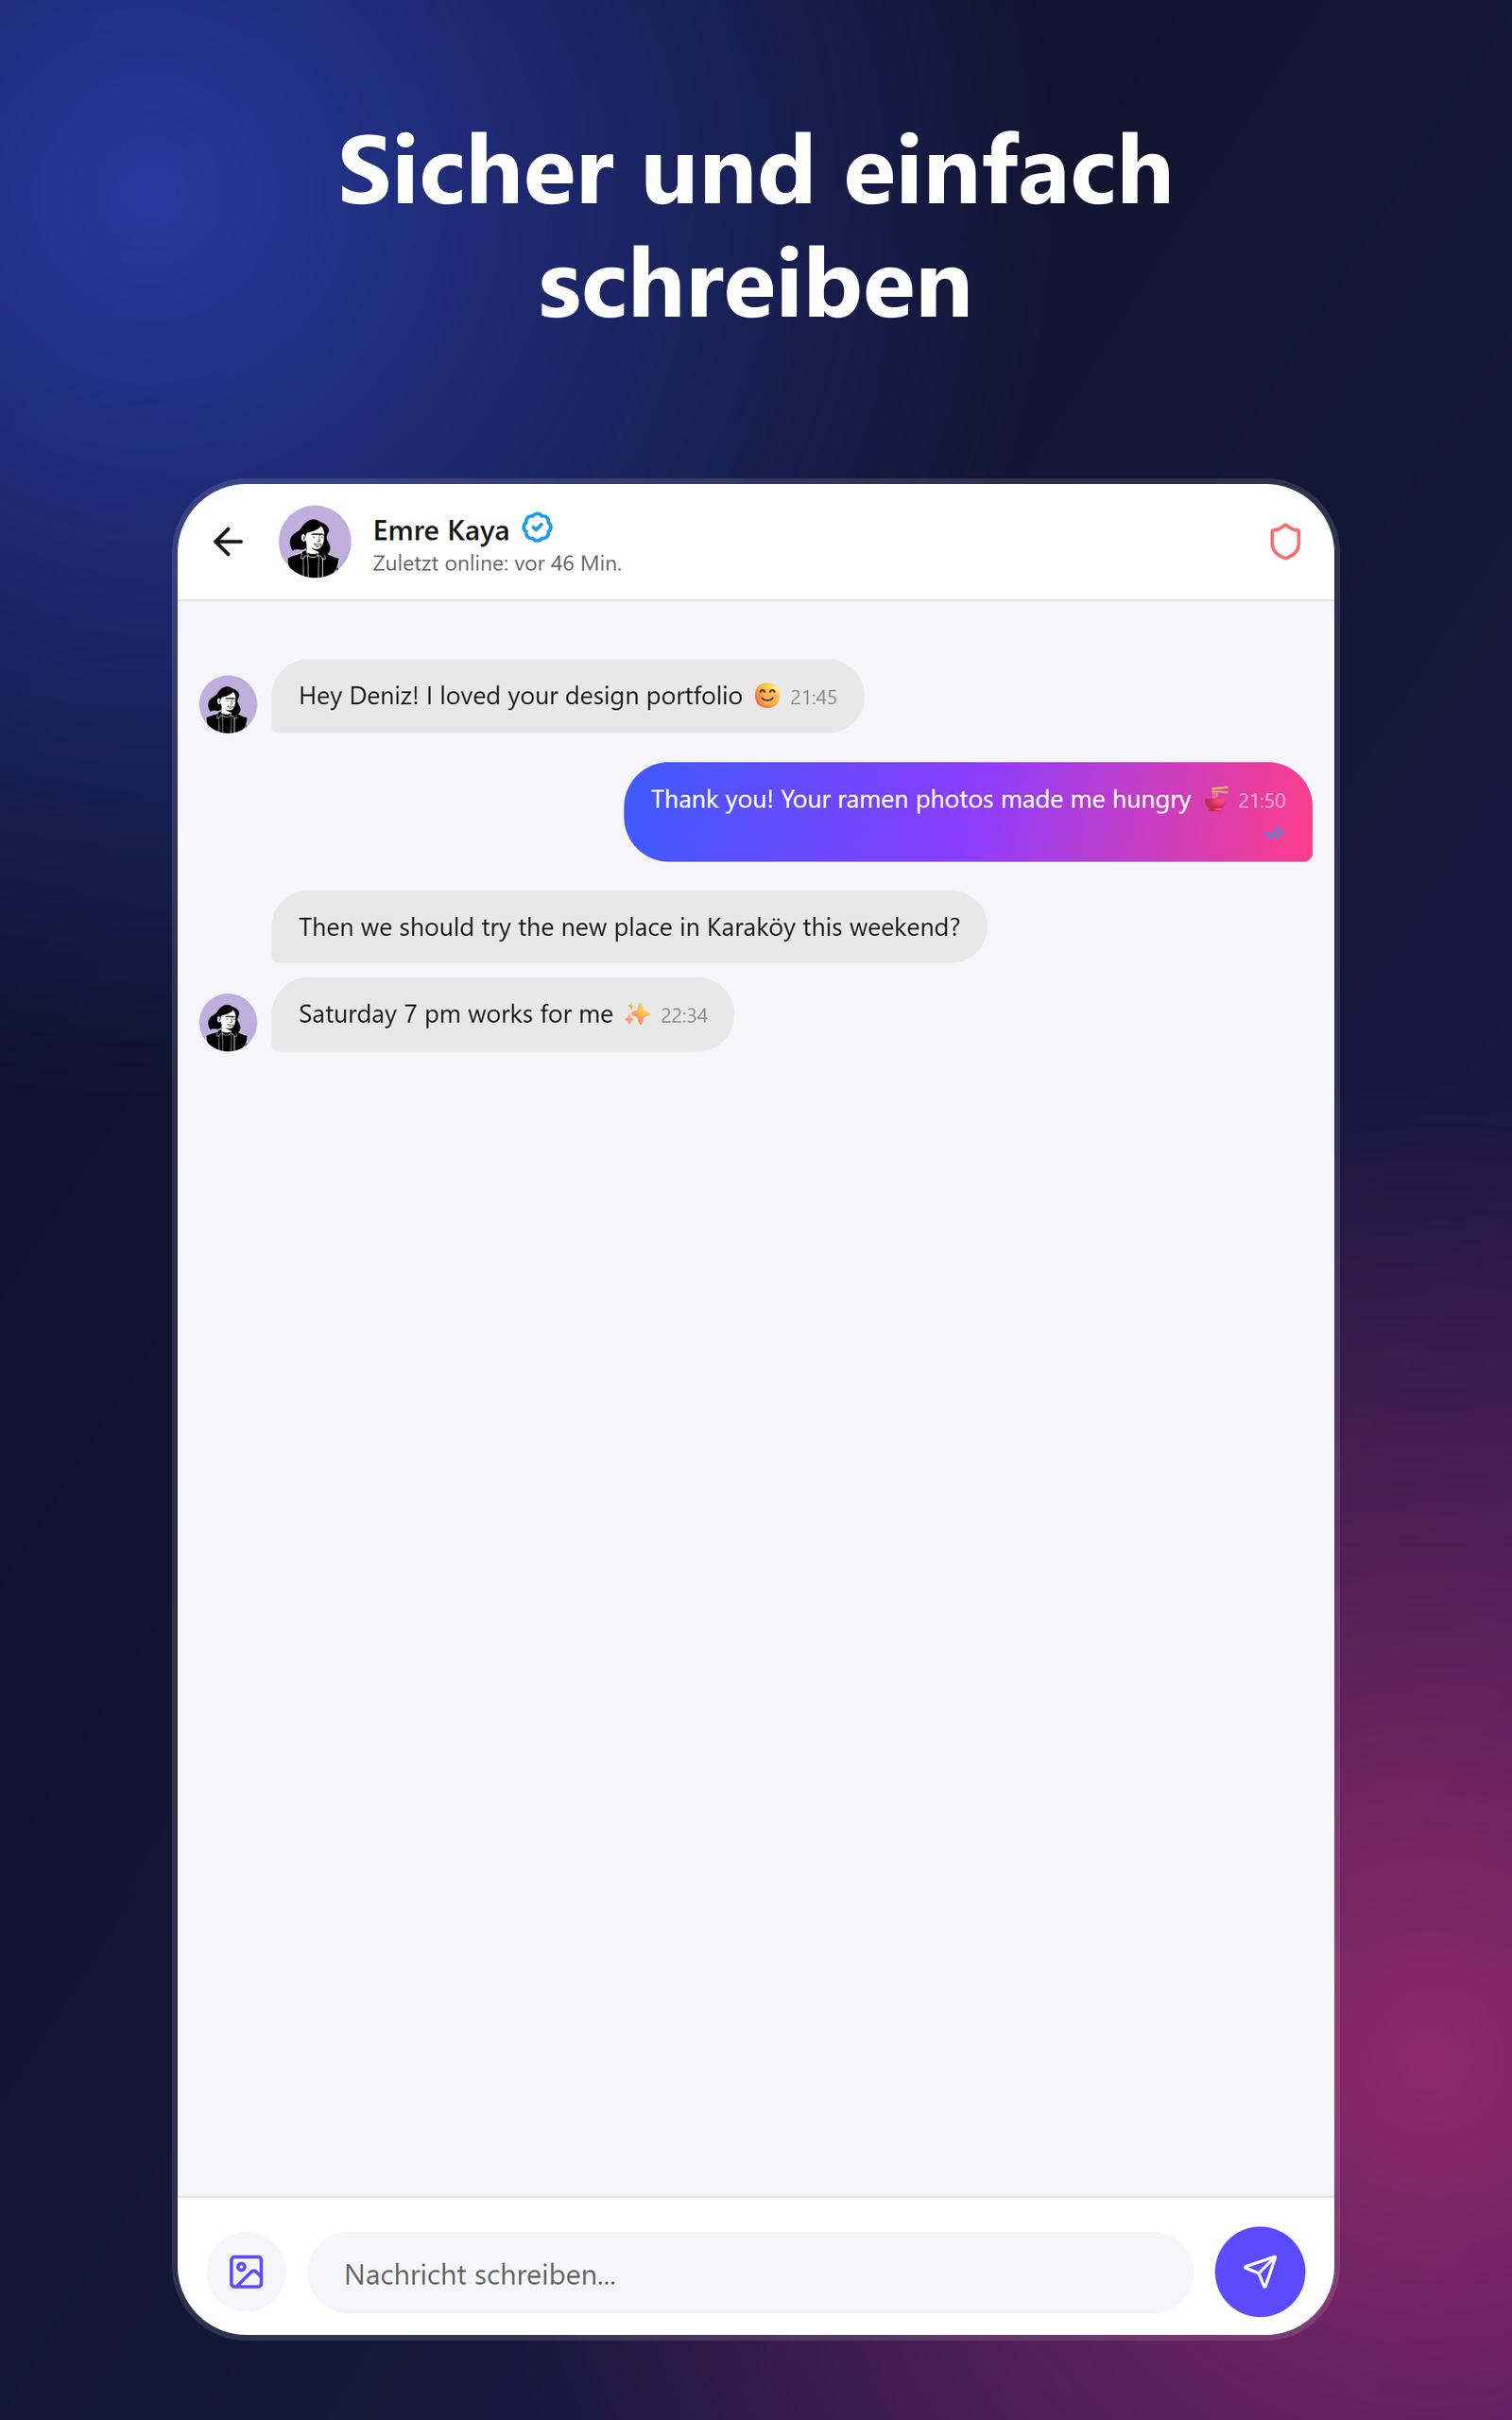 Sicher und einfach
schreiben
Emre Kaya
Zuletzt online: vor 46 Min.
Hey Deniz! I loved your design portfolio 😊 21:45
Thank you! Your ramen photos made me hungry 🍜 21:50
Then we should try the new place in Karaköy this weekend?
Saturday 7 pm works for me ✨ 22:34
Nachricht schreiben...